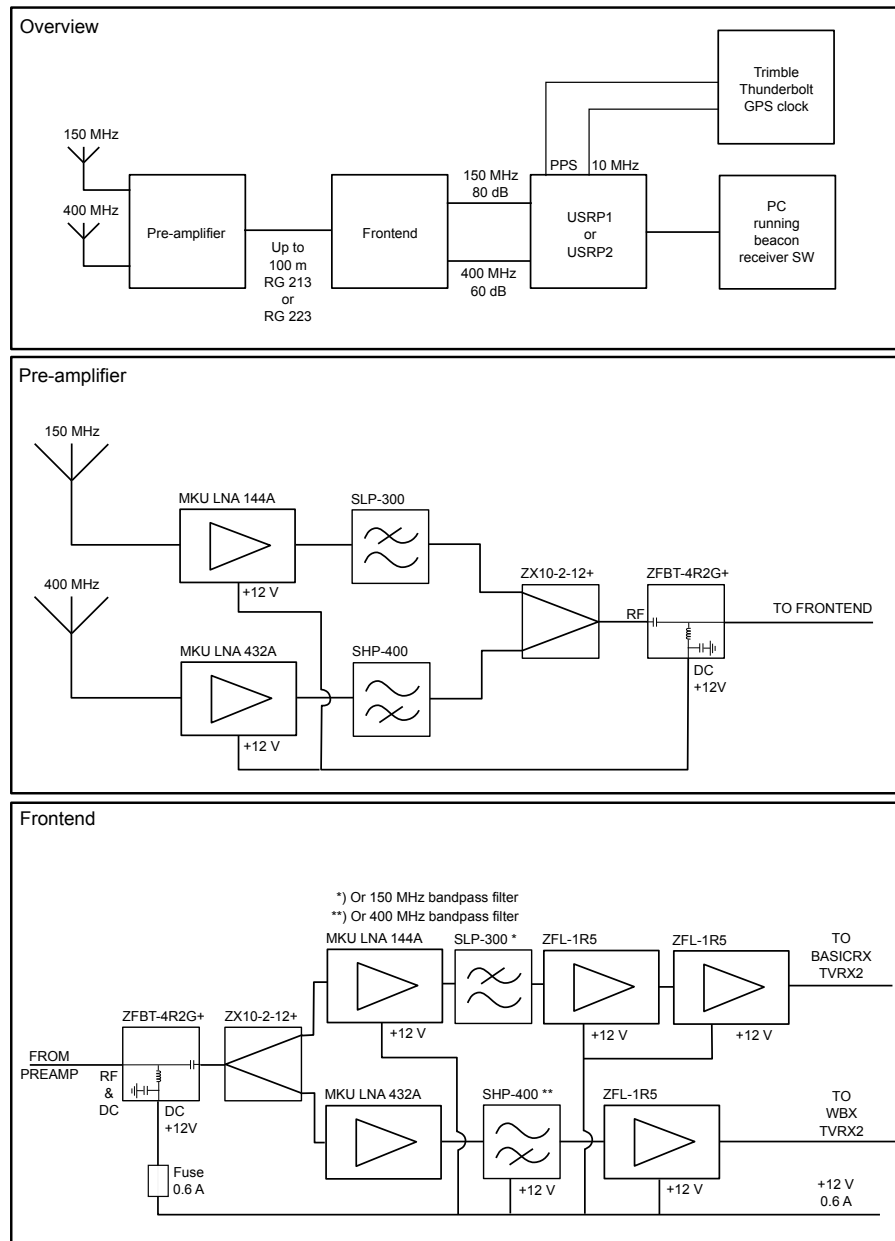 Overview
150 MHz
400 MHz
Pre-amplifier
Up to
100 m
RG 213
or
RG 223
Frontend
150 MHz
80 dB
400 MHz
60 dB
PPS
10 MHz
USRP1
or
USRP2
Trimble
Thunderbolt
GPS clock
PC
running
beacon
receiver SW
Pre-amplifier
150 MHz
MKU LNA 144A
+12 V
SLP-300
400 MHz
MKU LNA 432A
+12 V
SHP-400
ZX10-2-12+
RF
ZFBT-4R2G+
DC
+12V
TO FRONTEND
Frontend
*) Or 150 MHz bandpass filter
**) Or 400 MHz bandpass filter
MKU LNA 144A
+12 V
SLP-300 *
ZFL-1R5
+12 V
ZFL-1R5
+12 V
TO
BASICRX
TVRX2
FROM
PREAMP
ZFBT-4R2G+
RF
&
DC
DC
+12V
ZX10-2-12+
MKU LNA 432A
SHP-400 **
+12 V
ZFL-1R5
+12 V
TO
WBX
TVRX2
Fuse
0.6 A
+12 V
0.6 A